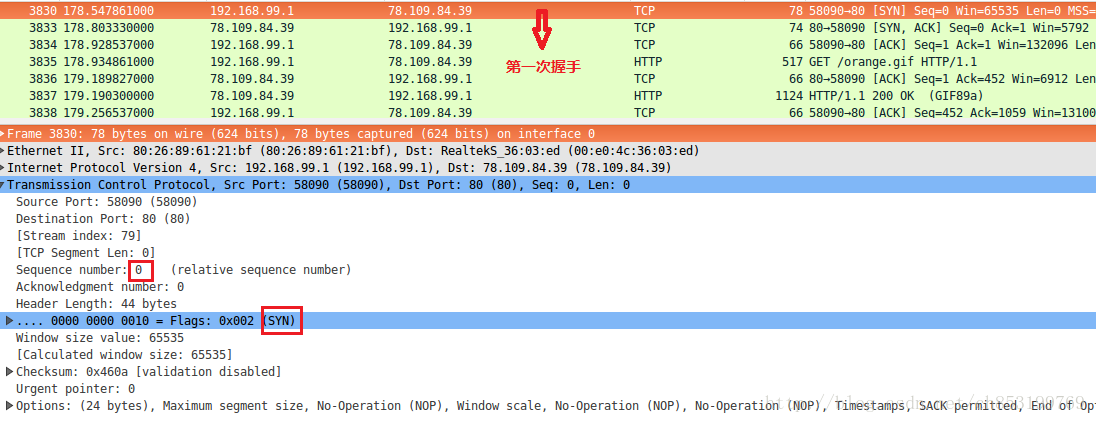 3830 178.547861000 192.168.99.1 78.109.84.39 TCP 78 58090→80 [SYN] Seq=0 Win=65535 Len=0 MSS=
3833 178.803330000 78.109.84.39 192.168.99.1 TCP 74 80→58090 [SYN, ACK] Seq=0 Ack=1 Win=5792
3834 178.928537000 192.168.99.1 78.109.84.39 TCP 66 58090→80 [ACK] Seq=1 Ack=1 Win=132096 Len
3835 178.934861000 192.168.99.1 78.109.84.39 HTTP 517 GET /orange.gif HTTP/1.1
第一次握手
3836 179.189827000 78.109.84.39 192.168.99.1 TCP 66 80→58090 [ACK] Seq=1 Ack=452 Win=6912 Len
3837 179.190300000 78.109.84.39 192.168.99.1 HTTP 1124 HTTP/1.1 200 OK (GIF89a)
3838 179.256537000 192.168.99.1 78.109.84.39 TCP 66 58090→80 [ACK] Seq=452 Ack=1059 Win=13100
Frame 3830: 78 bytes on wire (624 bits), 78 bytes captured (624 bits) on interface 0
Ethernet II, Src: 80:26:89:61:21:bf (80:26:89:61:21:bf), Dst: RealtekS_36:03:ed (00:e0:4c:36:03:ed)
Internet Protocol Version 4, Src: 192.168.99.1 (192.168.99.1), Dst: 78.109.84.39 (78.109.84.39)
Transmission Control Protocol, Src Port: 58090 (58090), Dst Port: 80 (80), Seq: 0, Len: 0
Source Port: 58090 (58090)
Destination Port: 80 (80)
[Stream index: 79]
[TCP Segment Len: 0]
Sequence number: 0 (relative sequence number)
Acknowledgment number: 0
Header Length: 44 bytes
.... 0000 0000 0010 = Flags: 0x002 (SYN)
Window size value: 65535
[Calculated window size: 65535]
Checksum: 0x460a [validation disabled]
Urgent pointer: 0
Options: (24 bytes), Maximum segment size, No-Operation (NOP), Window scale, No-Operation (NOP), No-Operation (NOP), Timestamps, SACK permitted, End of Opt